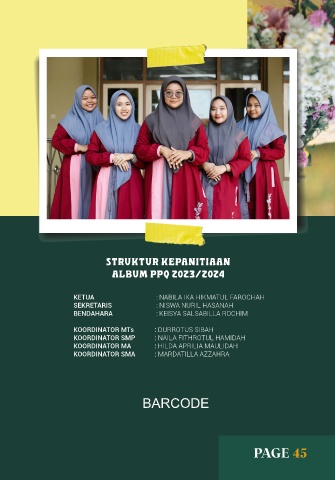 STRUKTUR KEPANITIAAN
ALBUM PPQ 2023/2024
KETUA : NABILA IKA HIKMATUL FAROCHAH
SEKRETARIS : NISWA NURIL HASANAH
BENDAHARA : KEISYA SALSABILLA ROCHIM
KOORDINATOR MTs : DURROTUS SIBAH
KOORDINATOR SMP : NAILA FITHROTUL HAMIDAH
KOORDINATOR MA : HILDA APRILIA MAULIDAH
KOORDINATOR SMA : MARDATILLA AZZAHRA
BARCODE
PAGE 45